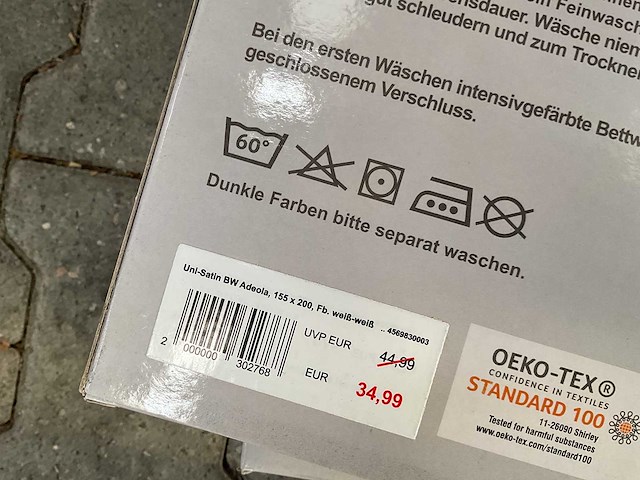 Feinwasch
gut schleudern und zum Trockne
ensdauer. Wäsche niem
Bei den ersten Wäschen intensivgefärbte Bettw
geschlossenem Verschluss.
60°
Dunkle Farben bitte separat waschen.
Uni-Satin BW Adeola, 155 x 200, Fb. weiß-weiß .. 4569830003
UVP EUR 44,99
2 000000 302768
EUR 34,99
OEKO-TEX®
CONFIDENCE IN TEXTILES
STANDARD 100
11-26090 Shirley
Tested for harmful substances
www.oeko-tex.com/standard100